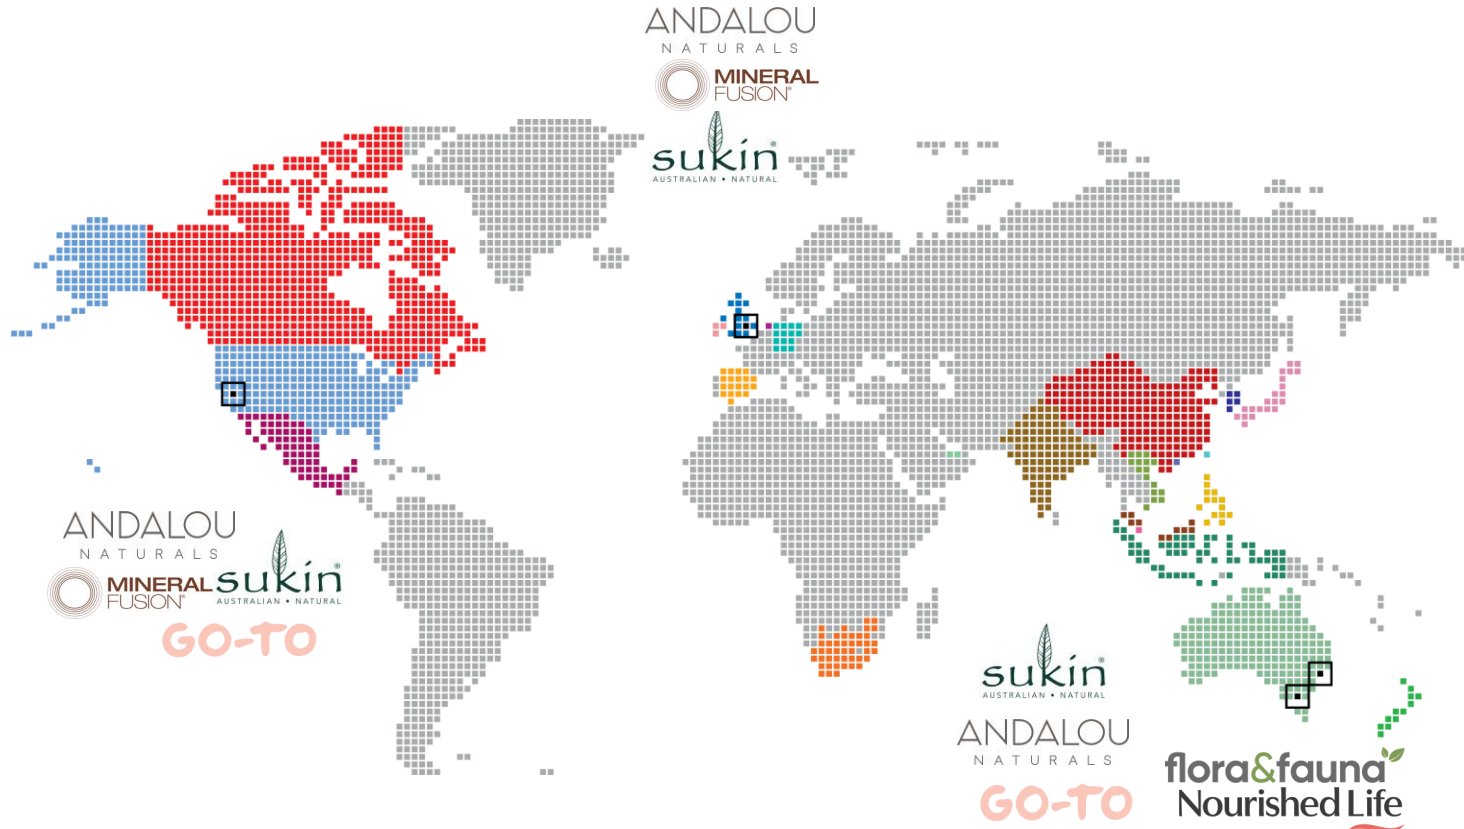 ANDALOU
NATURALS
MINERAL
FUSION®
sukin®
AUSTRALIAN • NATURAL
ANDALOU
NATURALS
MINERAL
FUSION®
sukin®
AUSTRALIAN • NATURAL
GO-TO
sukin®
AUSTRALIAN • NATURAL
ANDALOU
NATURALS
GO-TO
flora&fauna
Nourished Life